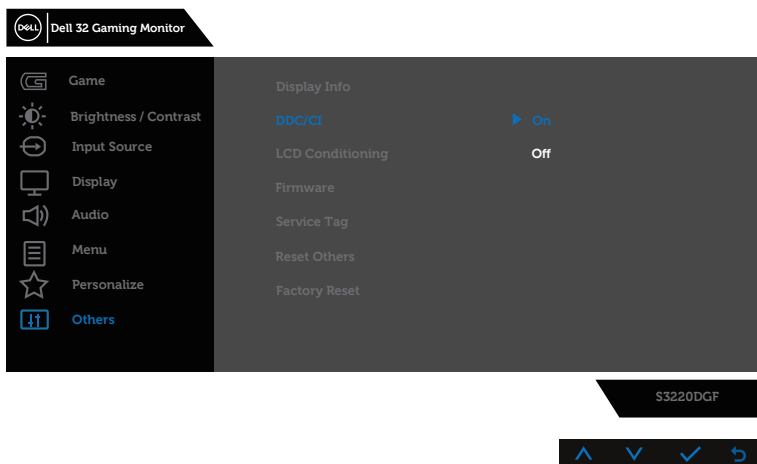 DELL
Dell 32 Gaming Monitor
Game
Brightness / Contrast
Input Source
Display
Audio
Menu
Personalize
Others
Display Info
DDC/CI
On
LCD Conditioning
Off
Firmware
Service Tag
Reset Others
Factory Reset
S3220DGF